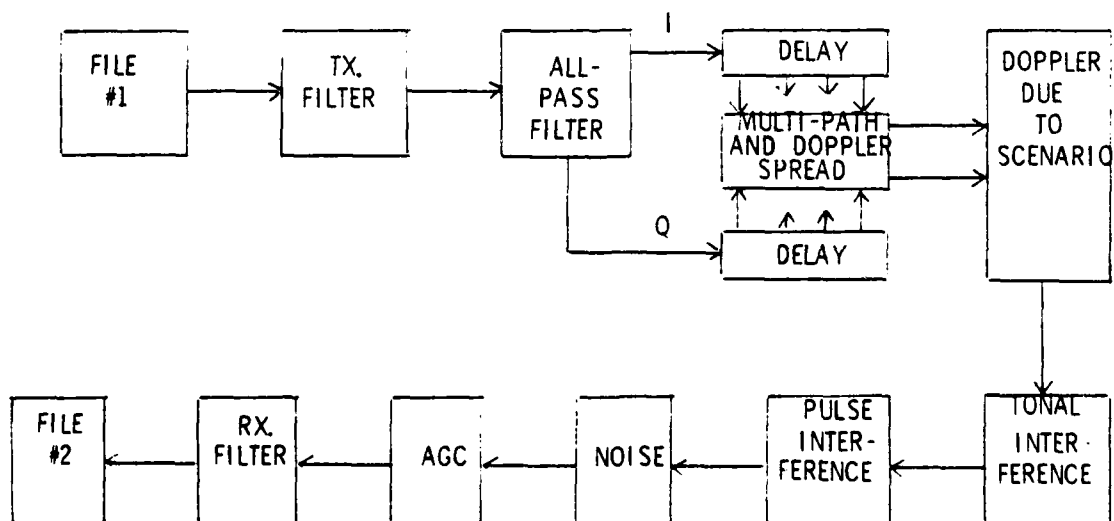 FILE
#1
TX.
FILTER
ALL-
PASS
FILTER
I
Q
DELAY
MULTI-PATH
AND DOPPLER
SPREAD
DELAY
DOPPLER
DUE
TO
SCENARIO
FILE
#2
RX.
FILTER
AGC
NOISE
PULSE
INTER-
FERENCE
TONAL
INTER-
FERENCE